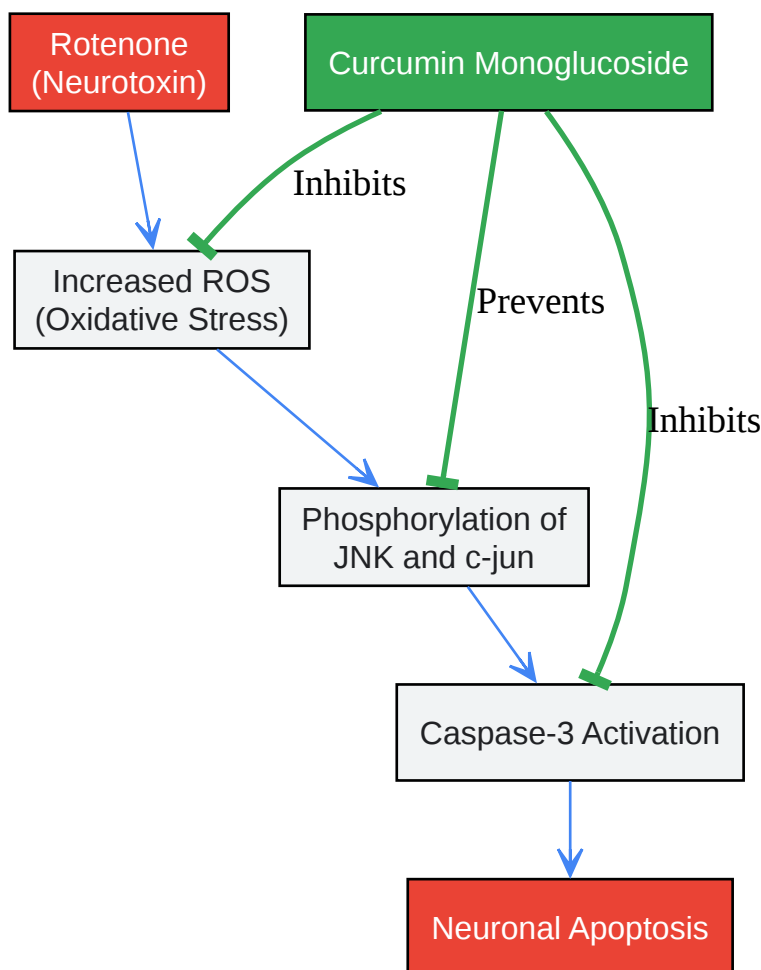 Rotenone
(Neurotoxin)
Curcumin Monoglucoside
Inhibits
Increased ROS
(Oxidative Stress)
Prevents
Inhibits
Phosphorylation of
JNK and c-jun
Caspase-3 Activation
Neuronal Apoptosis